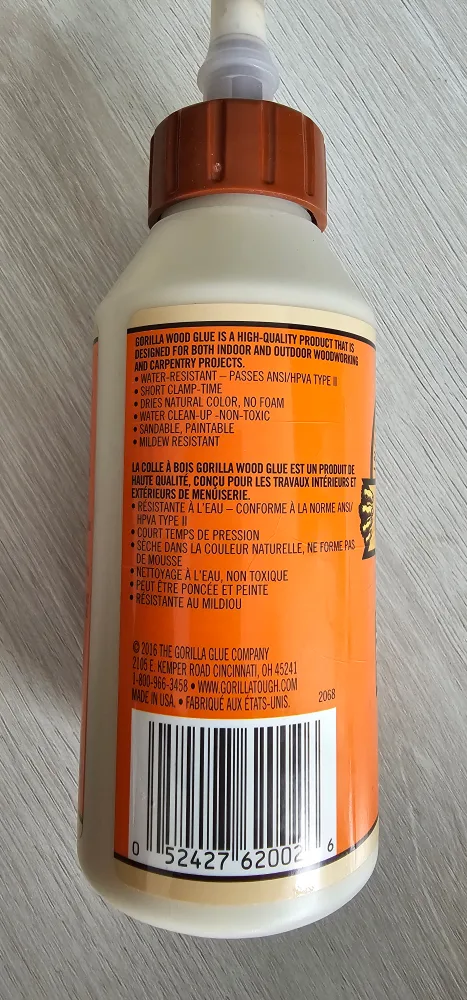 GORILLA WOOD GLUE IS A HIGH-QUALITY PRODUCT THAT IS
DESIGNED FOR BOTH INDOOR AND OUTDOOR WOODWORKING
AND CARPENTRY PROJECTS.
• WATER-RESISTANT – PASSES ANSI/HPVA TYPE II
• SHORT CLAMP-TIME
• DRIES NATURAL COLOR, NO FOAM
• WATER CLEAN-UP -NON-TOXIC
• SANDABLE, PAINTABLE
• MILDEW RESISTANT
LA COLLE À BOIS GORILLA WOOD GLUE EST UN PRODUIT DE
HAUTE QUALITÉ, CONÇU POUR LES TRAVAUX INTÉRIEURS ET
EXTÉRIEURS DE MENUISERIE.
• RÉSISTANTE À L'EAU – CONFORME À LA NORME ANSI/
HPVA TYPE II
• COURT TEMPS DE PRESSION
• SÈCHE DANS LA COULEUR NATURELLE, NE FORME PAS
DE MOUSSE
• NETTOYAGE À L'EAU, NON TOXIQUE
• PEUT ÊTRE PONCÉE ET PEINTE
• RÉSISTANTE AU MILDIOU
© 2016 THE GORILLA GLUE COMPANY
2105 E. KEMPER ROAD CINCINNATI, OH 45241
1-800-966-3458 • WWW.GORILLATOUGH.COM
MADE IN USA. • FABRIQUÉ AUX ÉTATS-UNIS. 2068
0 52427 62002 6